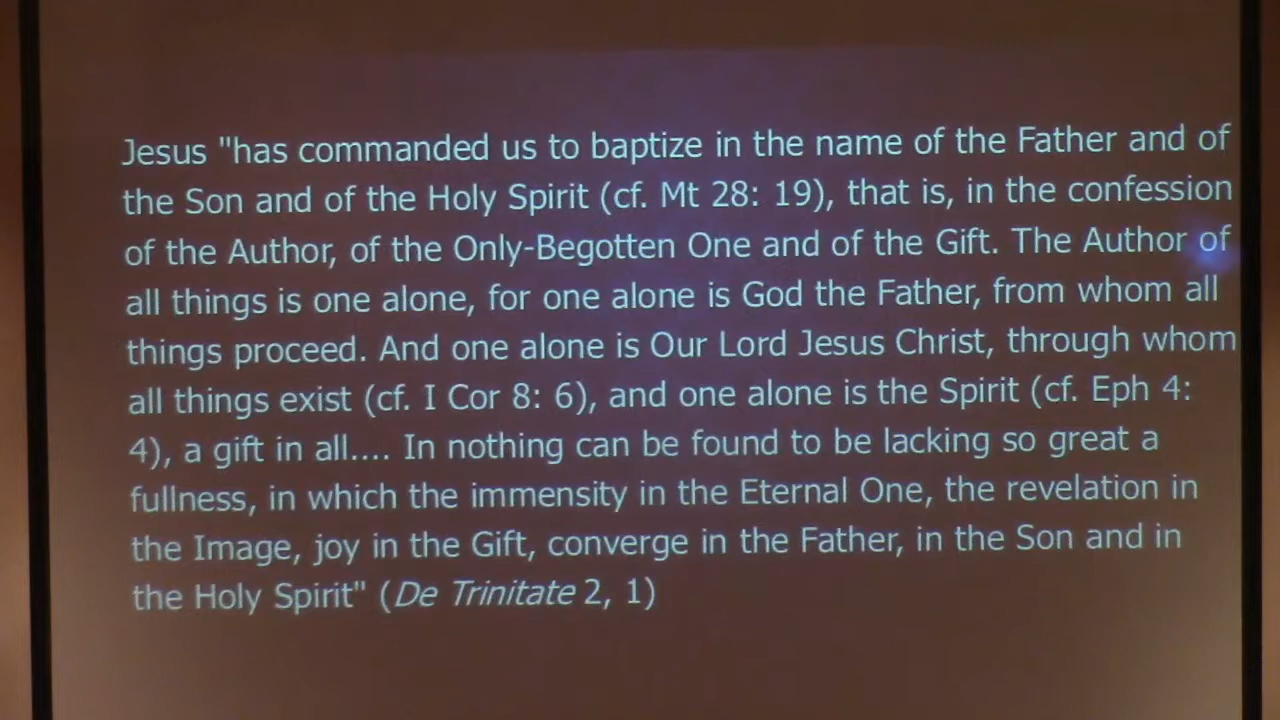 Jesus "has commanded us to baptize in the name of the Father and of
the Son and of the Holy Spirit (cf. Mt 28: 19), that is, in the confession
of the Author, of the Only-Begotten One and of the Gift. The Author of
all things is one alone, for one alone is God the Father, from whom all
things proceed. And one alone is Our Lord Jesus Christ, through whom
all things exist (cf. I Cor 8: 6), and one alone is the Spirit (cf. Eph 4:
4), a gift in all.... In nothing can be found to be lacking so great a
fullness, in which the immensity in the Eternal One, the revelation in
the Image, joy in the Gift, converge in the Father, in the Son and in
the Holy Spirit" (De Trinitate 2, 1)